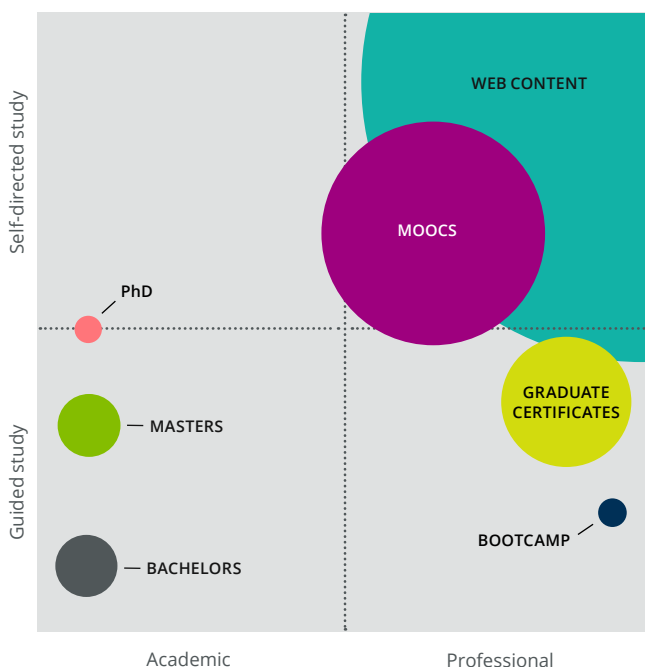 Self-directed study
WEB CONTENT
MOOCS
PhD
GRADUATE
CERTIFICATES
MASTERS
Guided study
BOOTCAMP
BACHELORS
Academic
Professional